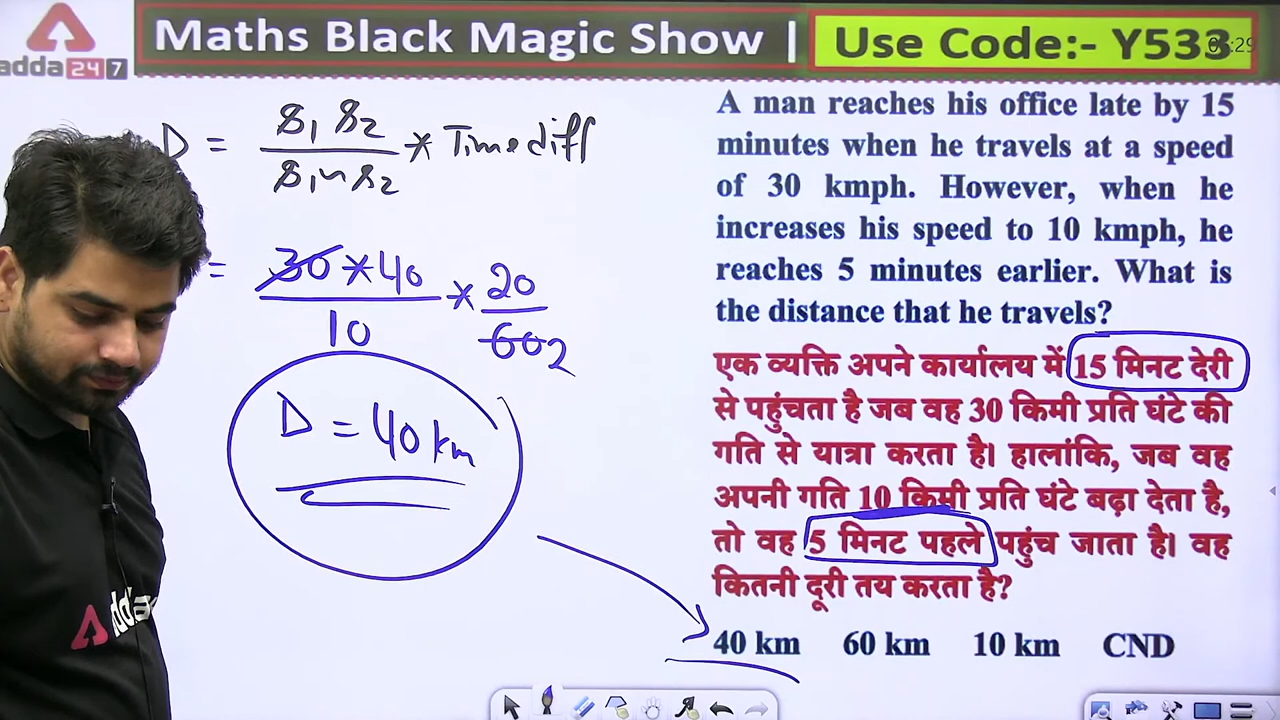 Maths Black Magic Show | Use Code:- Y533
adda247
D = S₁ S₂ / S₁~S₂ * Time diff
= 30 * 40 / 10 * 20 / 60 2
D = 40 km
A man reaches his office late by 15
minutes when he travels at a speed
of 30 kmph. However, when he
increases his speed to 10 kmph, he
reaches 5 minutes earlier. What is
the distance that he travels?
एक व्यक्ति अपने कार्यालय में 15 मिनट देरी
से पहुंचता है जब वह 30 किमी प्रति घंटे की
गति से यात्रा करता है। हालांकि, जब वह
अपनी गति 10 किमी प्रति घंटे बढ़ा देता है,
तो वह 5 मिनट पहले पहुंच जाता है। वह
कितनी दूरी तय करता है?
40 km 60 km 10 km CND